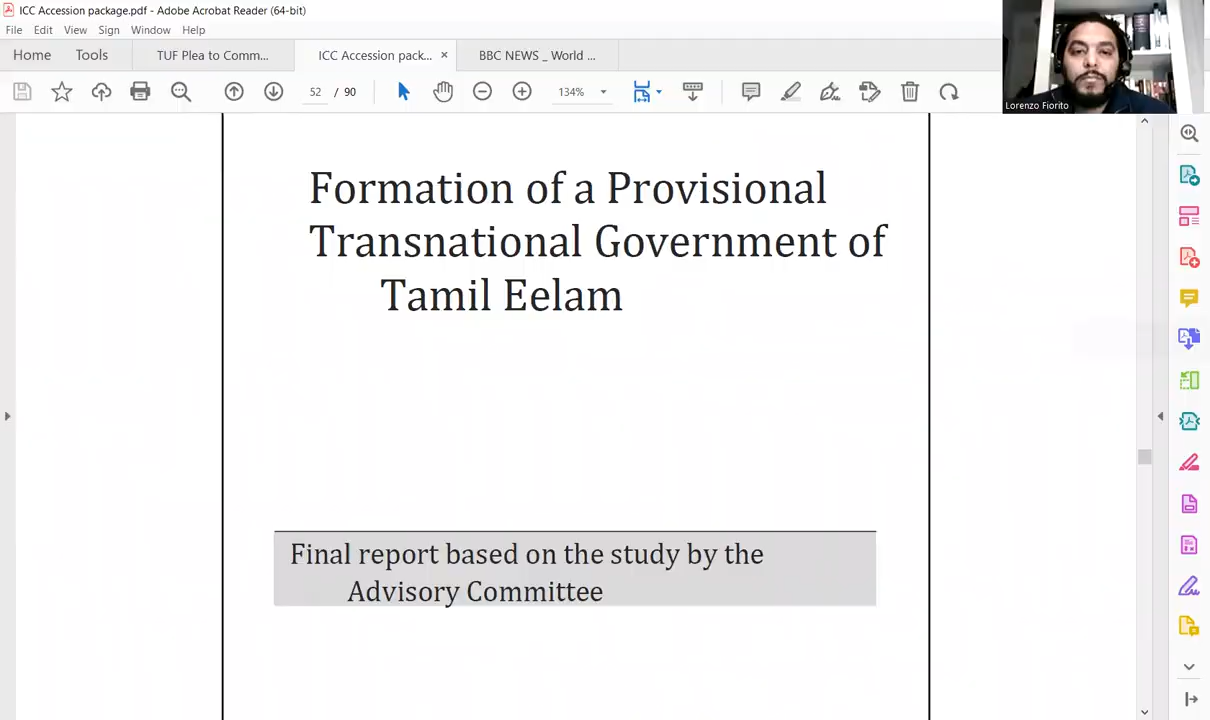 ICC Accession package.pdf - Adobe Acrobat Reader (64-bit)
File Edit View Sign Window Help
Home Tools TUF Plea to Comm... ICC Accession pack... × BBC NEWS _ World ...
52 / 90 134%
Lorenzo Fiorito
Formation of a Provisional
Transnational Government of
Tamil Eelam
Final report based on the study by the
Advisory Committee